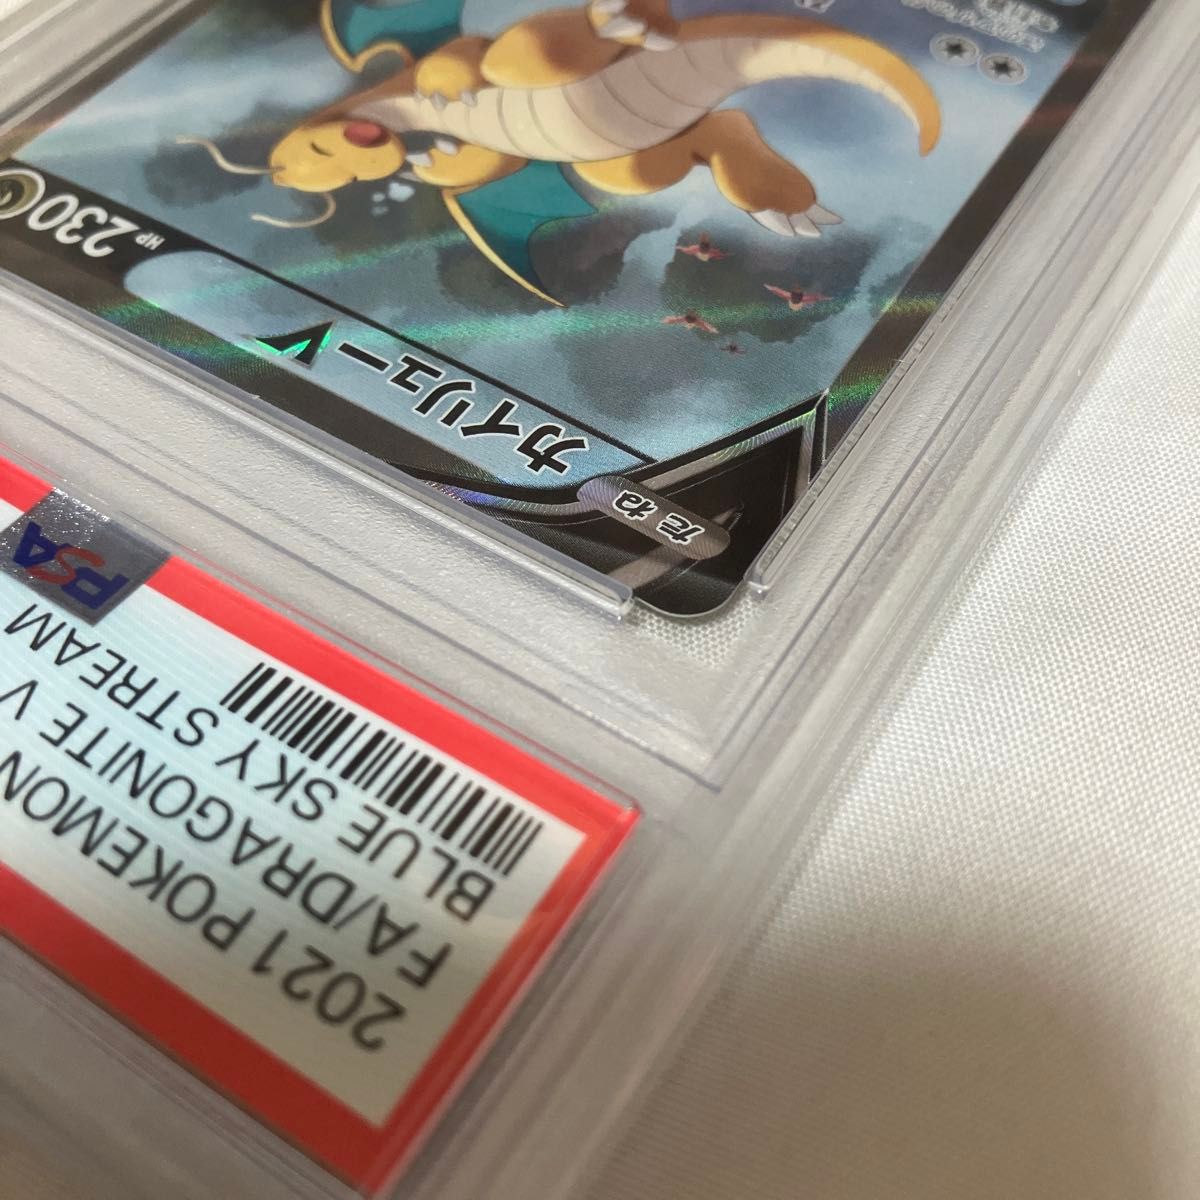 2021 POKEMON
FA/DRAGONITE V
BLUE SKY STREAM
PSA
たね
カイリューV
HP 230